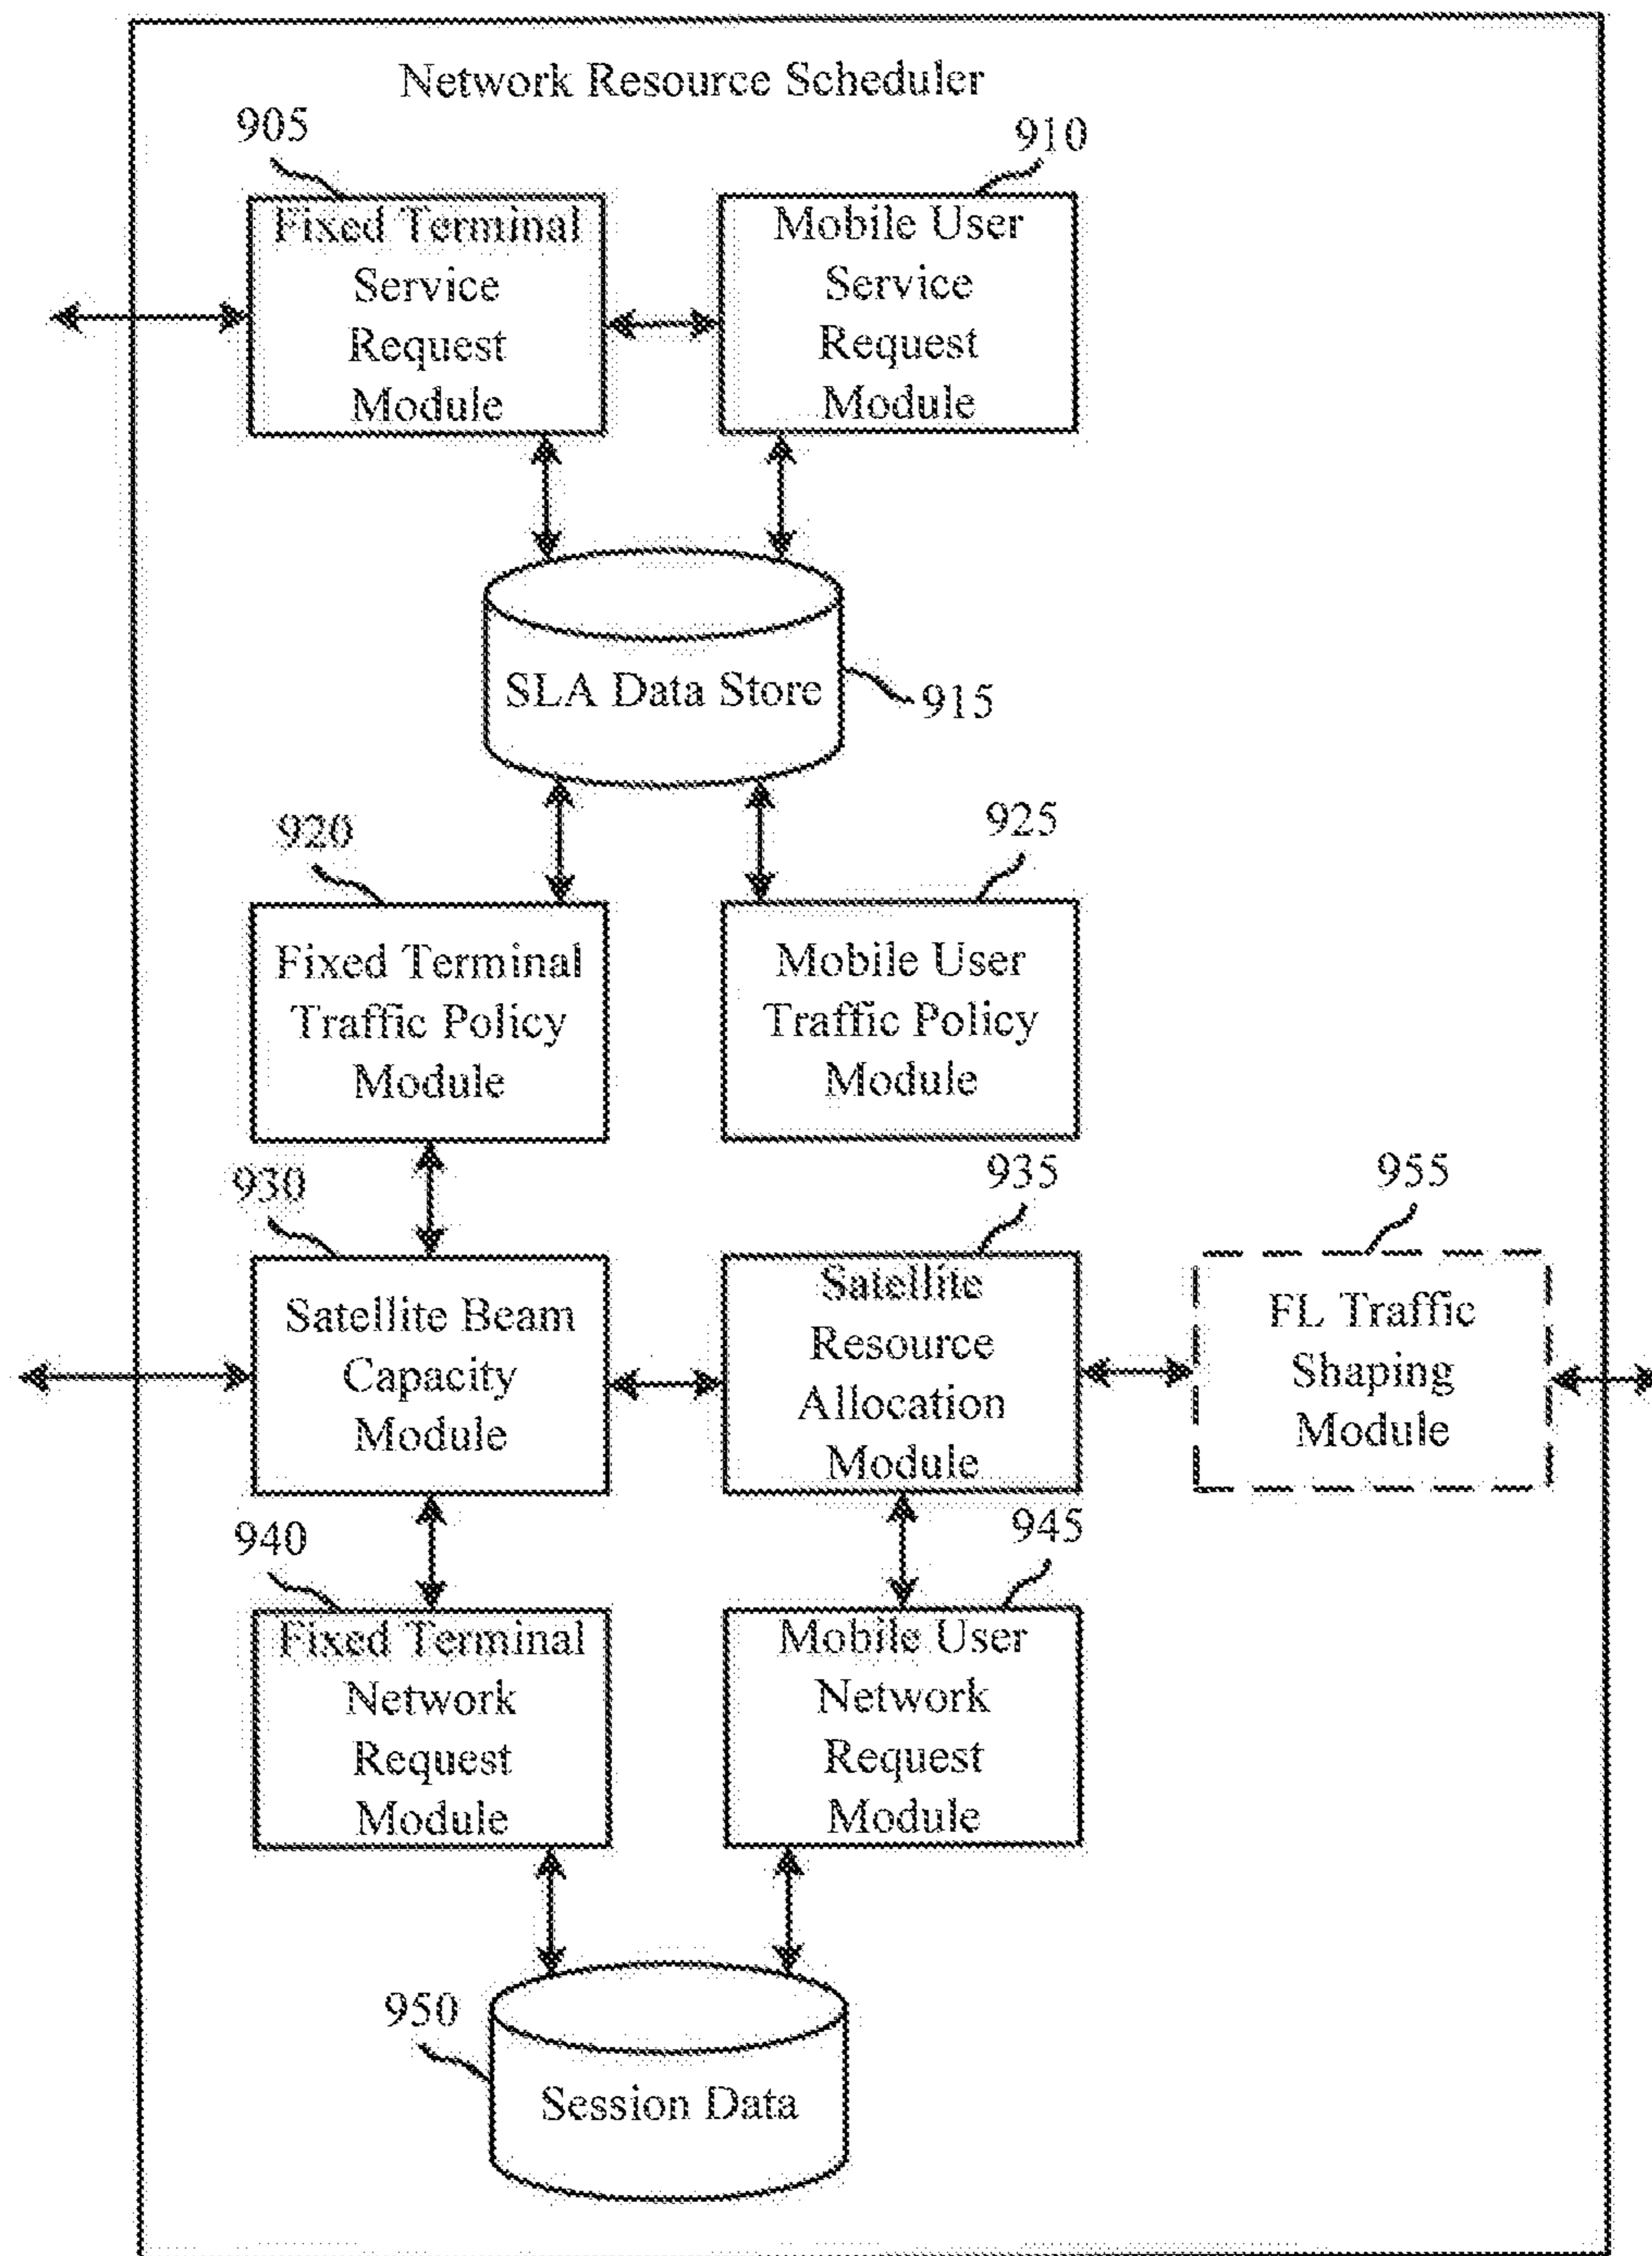 Network Resource Scheduler
905
910
Fixed Terminal
Service
Request
Module
Mobile User
Service
Request
Module
SLA Data Store
915
920
925
Fixed Terminal
Traffic Policy
Module
Mobile User
Traffic Policy
Module
930
935
955
Satellite Beam
Capacity
Module
Satellite
Resource
Allocation
Module
FL Traffic
Shaping
Module
940
945
Fixed Terminal
Network
Request
Module
Mobile User
Network
Request
Module
950
Session Data